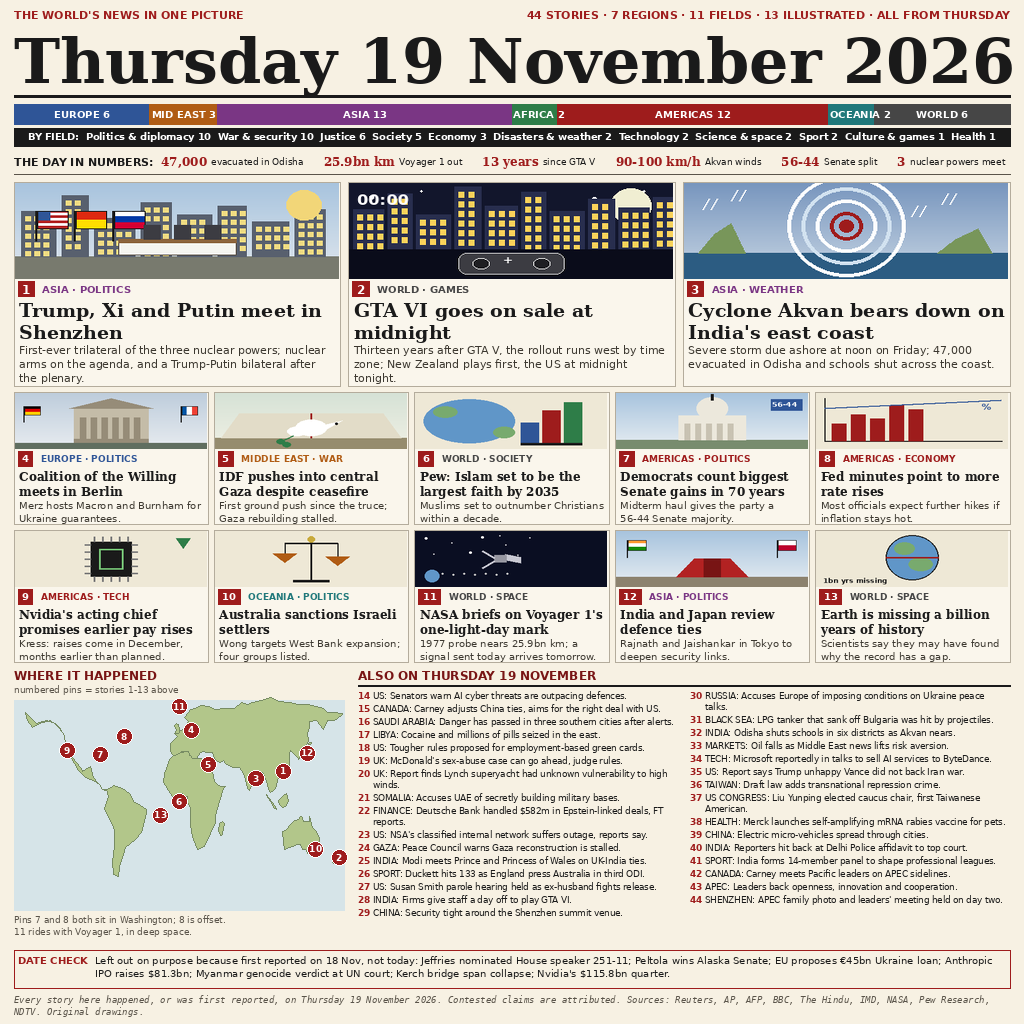 THE WORLD'S NEWS IN ONE PICTURE
44 STORIES · 7 REGIONS · 11 FIELDS · 13 ILLUSTRATED · ALL FROM THURSDAY
Thursday 19 November 2026
EUROPE 6 MID EAST 3 ASIA 13 AFRICA 2 AMERICAS 12 OCEANIA 2 WORLD 6
BY FIELD: Politics & diplomacy 10 War & security 10 Justice 6 Society 5 Economy 3 Disasters & weather 2 Technology 2 Science & space 2 Sport 2 Culture & games 1 Health 1
THE DAY IN NUMBERS: 47,000 evacuated in Odisha 25.9bn km Voyager 1 out 13 years since GTA V 90-100 km/h Akvan winds 56-44 Senate split 3 nuclear powers meet
1 ASIA · POLITICS
Trump, Xi and Putin meet in
Shenzhen
First-ever trilateral of the three nuclear powers; nuclear
arms on the agenda, and a Trump-Putin bilateral after
the plenary.
00:00
2 WORLD · GAMES
GTA VI goes on sale at
midnight
Thirteen years after GTA V, the rollout runs west by time
zone; New Zealand plays first, the US at midnight
tonight.
3 ASIA · WEATHER
Cyclone Akvan bears down on
India's east coast
Severe storm due ashore at noon on Friday; 47,000
evacuated in Odisha and schools shut across the coast.
4 EUROPE · POLITICS
Coalition of the Willing
meets in Berlin
Merz hosts Macron and Burnham for
Ukraine guarantees.
5 MIDDLE EAST · WAR
IDF pushes into central
Gaza despite ceasefire
First ground push since the truce;
Gaza rebuilding stalled.
6 WORLD · SOCIETY
Pew: Islam set to be the
largest faith by 2035
Muslims set to outnumber Christians
within a decade.
56-44
7 AMERICAS · POLITICS
Democrats count biggest
Senate gains in 70 years
Midterm haul gives the party a
56-44 Senate majority.
%
8 AMERICAS · ECONOMY
Fed minutes point to more
rate rises
Most officials expect further hikes if
inflation stays hot.
9 AMERICAS · TECH
Nvidia's acting chief
promises earlier pay rises
Kress: raises come in December,
months earlier than planned.
10 OCEANIA · POLITICS
Australia sanctions Israeli
settlers
Wong targets West Bank expansion;
four groups listed.
11 WORLD · SPACE
NASA briefs on Voyager 1's
one-light-day mark
1977 probe nears 25.9bn km; a
signal sent today arrives tomorrow.
12 ASIA · POLITICS
India and Japan review
defence ties
Rajnath and Jaishankar in Tokyo to
deepen security links.
1bn yrs missing
13 WORLD · SPACE
Earth is missing a billion
years of history
Scientists say they may have found
why the record has a gap.
WHERE IT HAPPENED
numbered pins = stories 1-13 above
11
4
8
9
7
12
5
1
3
6
13
10
2
Pins 7 and 8 both sit in Washington; 8 is offset.
11 rides with Voyager 1, in deep space.
ALSO ON THURSDAY 19 NOVEMBER
14 US: Senators warn AI cyber threats are outpacing defences.
15 CANADA: Carney adjusts China ties, aims for the right deal with US.
16 SAUDI ARABIA: Danger has passed in three southern cities after alerts.
17 LIBYA: Cocaine and millions of pills seized in the east.
18 US: Tougher rules proposed for employment-based green cards.
19 UK: McDonald's sex-abuse case can go ahead, judge rules.
20 UK: Report finds Lynch superyacht had unknown vulnerability to high
winds.
21 SOMALIA: Accuses UAE of secretly building military bases.
22 FINANCE: Deutsche Bank handled $582m in Epstein-linked deals, FT
reports.
23 US: NSA's classified internal network suffers outage, reports say.
24 GAZA: Peace Council warns Gaza reconstruction is stalled.
25 INDIA: Modi meets Prince and Princess of Wales on UK-India ties.
26 SPORT: Duckett hits 133 as England press Australia in third ODI.
27 US: Susan Smith parole hearing held as ex-husband fights release.
28 INDIA: Firms give staff a day off to play GTA VI.
29 CHINA: Security tight around the Shenzhen summit venue.
30 RUSSIA: Accuses Europe of imposing conditions on Ukraine peace
talks.
31 BLACK SEA: LPG tanker that sank off Bulgaria was hit by projectiles.
32 INDIA: Odisha shuts schools in six districts as Akvan nears.
33 MARKETS: Oil falls as Middle East news lifts risk aversion.
34 TECH: Microsoft reportedly in talks to sell AI services to ByteDance.
35 US: Report says Trump unhappy Vance did not back Iran war.
36 TAIWAN: Draft law adds transnational repression crime.
37 US CONGRESS: Liu Yunping elected caucus chair, first Taiwanese
American.
38 HEALTH: Merck launches self-amplifying mRNA rabies vaccine for pets.
39 CHINA: Electric micro-vehicles spread through cities.
40 INDIA: Reporters hit back at Delhi Police affidavit to top court.
41 SPORT: India forms 14-member panel to shape professional leagues.
42 CANADA: Carney meets Pacific leaders on APEC sidelines.
43 APEC: Leaders back openness, innovation and cooperation.
44 SHENZHEN: APEC family photo and leaders' meeting held on day two.
DATE CHECK Left out on purpose because first reported on 18 Nov, not today: Jeffries nominated House speaker 251-11; Peltola wins Alaska Senate; EU proposes €45bn Ukraine loan; Anthropic
IPO raises $81.3bn; Myanmar genocide verdict at UN court; Kerch bridge span collapse; Nvidia's $115.8bn quarter.
Every story here happened, or was first reported, on Thursday 19 November 2026. Contested claims are attributed. Sources: Reuters, AP, AFP, BBC, The Hindu, IMD, NASA, Pew Research,
NDTV. Original drawings.